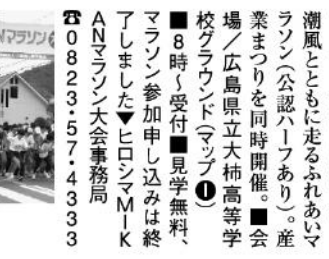 潮風とともに走るふれあいマ
ラソン（公認ハーフあり）。産
業まつりを同時開催。■会
場／広島県立大柿高等学
校グラウンド（マップ❶）
■8時～受付■見学無料、
マラソン参加申し込みは終
了しました▼ヒロシマMIK
ANマラソン大会事務局
☎0823・57・4333
Nマラソン